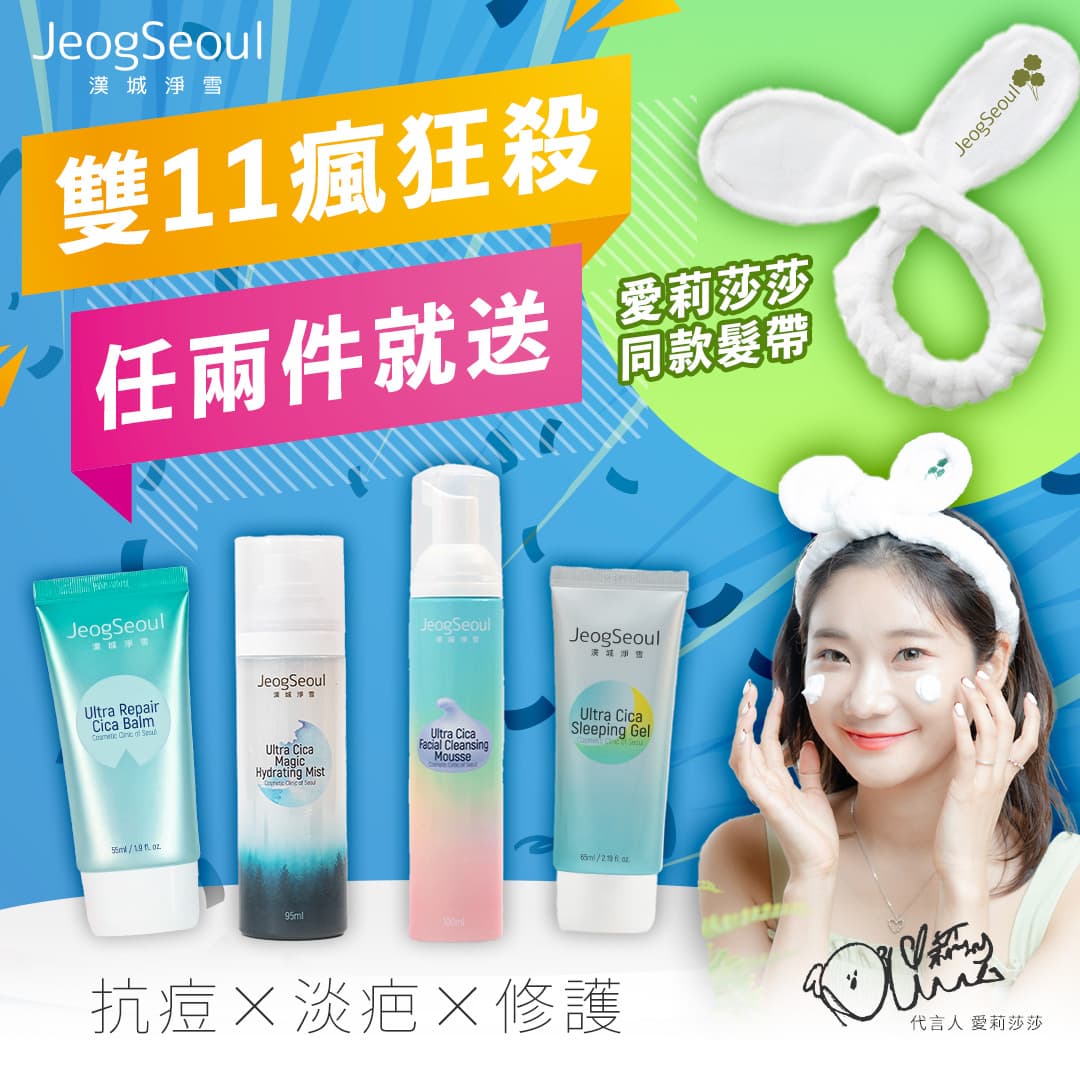 JeogSeoul
漢城淨雪
雙11瘋狂殺
任兩件就送
JeogSeoul
愛莉莎莎
同款髮帶
JeogSeoul
漢城淨雪
Ultra Repair
Cica Balm
Cosmetic Clinic of Seoul
55ml / 1.9 fl. oz.
JeogSeoul
漢城淨雪
Ultra Cica
Magic
Hydrating Mist
Cosmetic Clinic of Seoul
95ml
JeogSeoul
漢城淨雪
Ultra Cica
Facial Cleansing
Mousse
Cosmetic Clinic of Seoul
100ml
JeogSeoul
漢城淨雪
Ultra Cica
Sleeping Gel
Cosmetic Clinic of Seoul
65ml / 2.19 fl. oz.
抗痘×淡疤×修護
代言人 愛莉莎莎